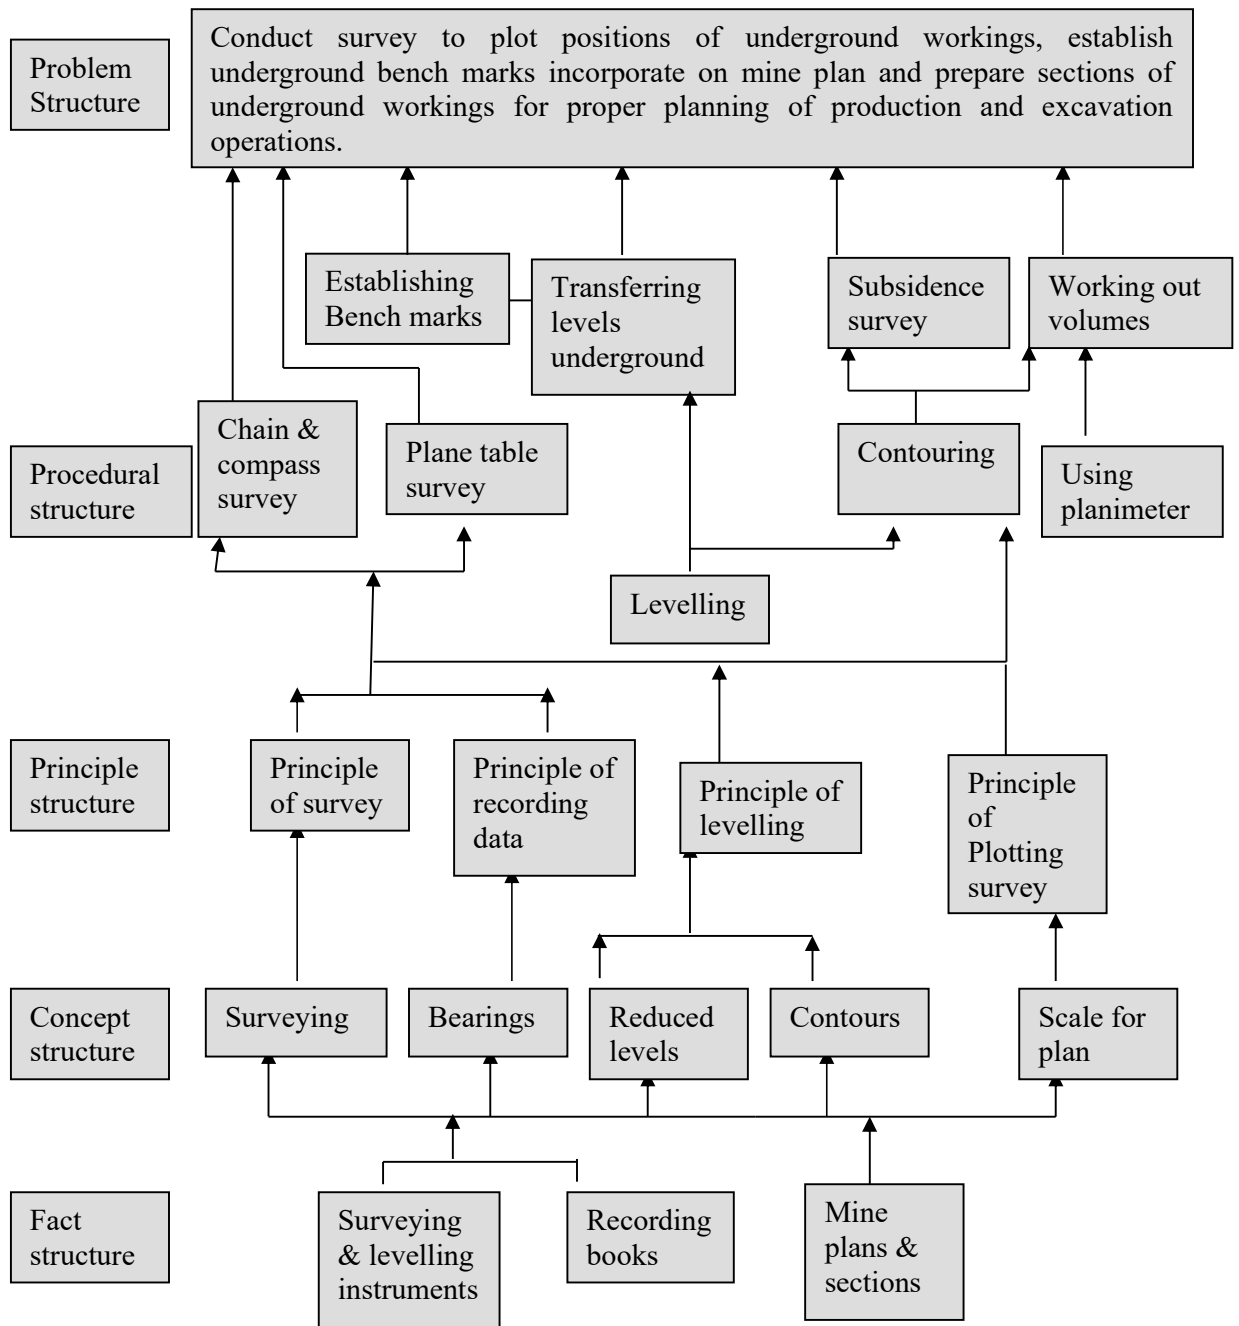 Problem
Structure
Conduct survey to plot positions of underground workings, establish
underground bench marks incorporate on mine plan and prepare sections of
underground workings for proper planning of production and excavation
operations.
Establishing
Bench marks
Transferring
levels
underground
Subsidence
survey
Working out
volumes
Procedural
structure
Chain &
compass
survey
Plane table
survey
Contouring
Using
planimeter
Levelling
Principle
structure
Principle
of survey
Principle of
recording
data
Principle of
levelling
Principle
of
Plotting
survey
Concept
structure
Surveying
Bearings
Reduced
levels
Contours
Scale for
plan
Fact
structure
Surveying
& levelling
instruments
Recording
books
Mine
plans &
sections